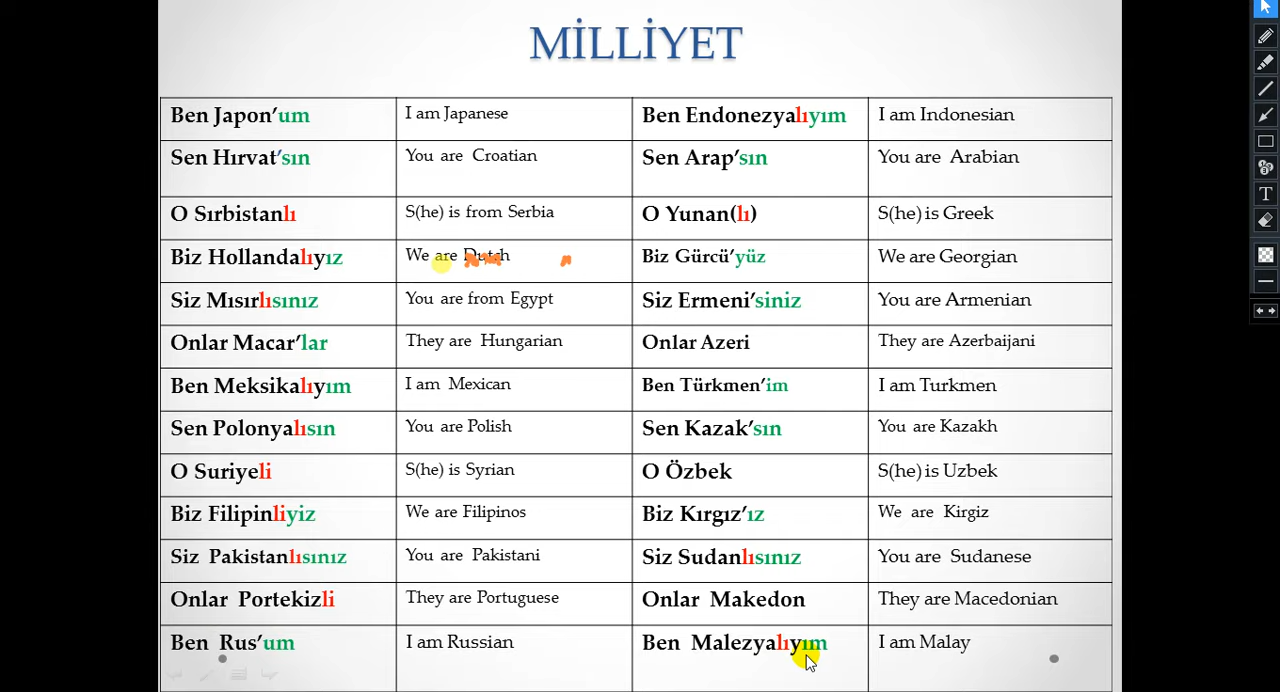 MİLLİYET
Ben Japon'um I am Japanese Ben Endonezyalıyım I am Indonesian
Sen Hırvat'sın You are Croatian Sen Arap'sın You are Arabian
O Sırbistanlı S(he) is from Serbia O Yunan(lı) S(he) is Greek
Biz Hollandalıyız We are Dutch Biz Gürcü'yüz We are Georgian
Siz Mısırlısınız You are from Egypt Siz Ermeni'siniz You are Armenian
Onlar Macar'lar They are Hungarian Onlar Azeri They are Azerbaijani
Ben Meksikalıyım I am Mexican Ben Türkmen'im I am Turkmen
Sen Polonyalısın You are Polish Sen Kazak'sın You are Kazakh
O Suriyeli S(he) is Syrian O Özbek S(he) is Uzbek
Biz Filipinliyiz We are Filipinos Biz Kırgız'ız We are Kirgiz
Siz Pakistanlısınız You are Pakistani Siz Sudanlısınız You are Sudanese
Onlar Portekizli They are Portuguese Onlar Makedon They are Macedonian
Ben Rus'um I am Russian Ben Malezyalıyım I am Malay